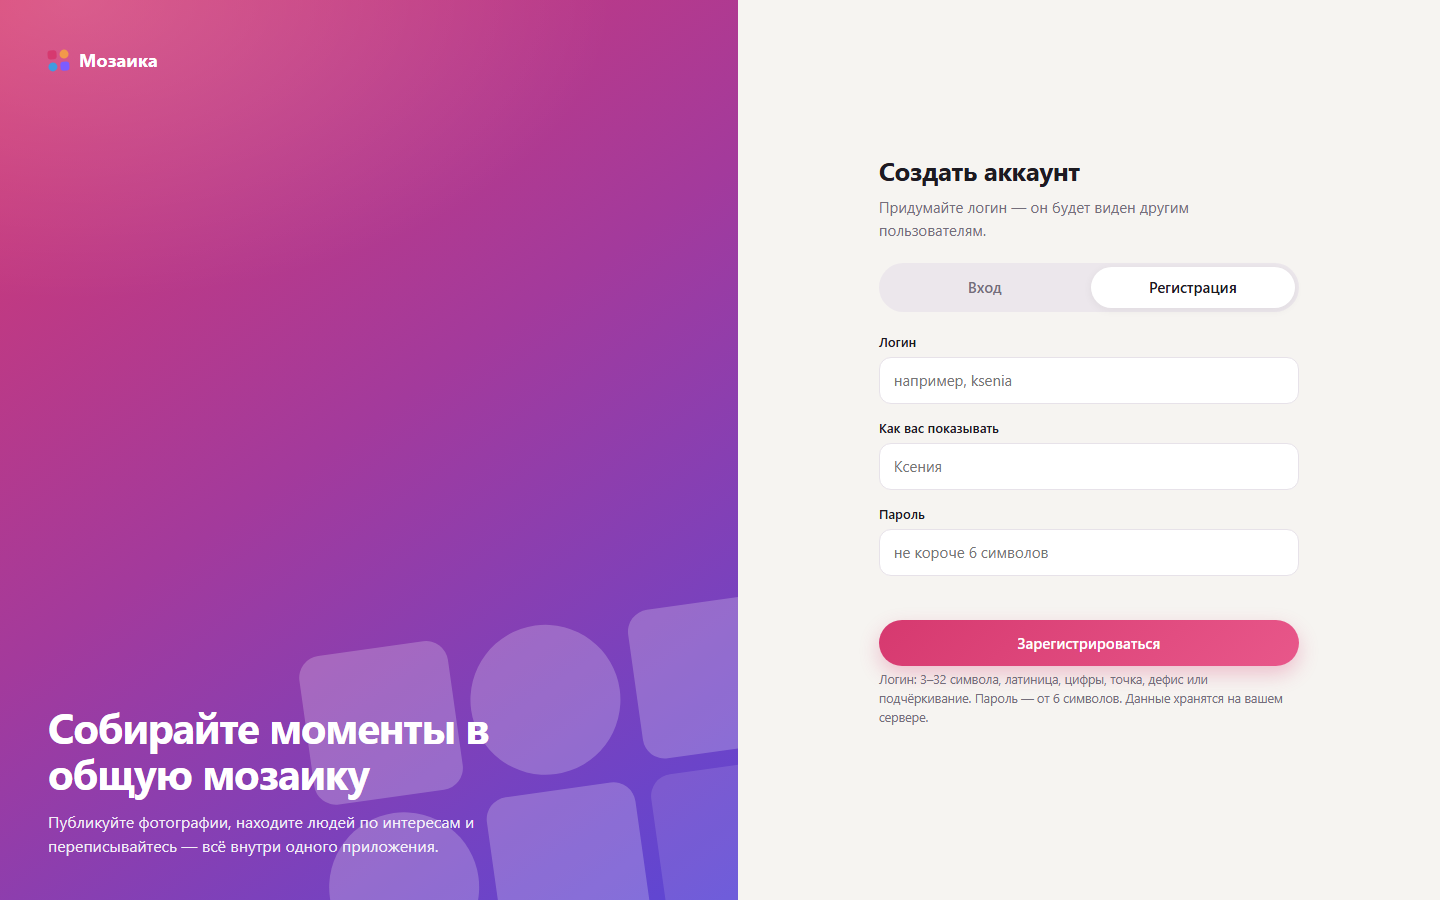 Мозаика
Собирайте моменты в
общую мозаику
Публикуйте фотографии, находите людей по интересам и
переписывайтесь — всё внутри одного приложения.
Создать аккаунт
Придумайте логин — он будет виден другим
пользователям.
Вход
Регистрация
Логин
например, ksenia
Как вас показывать
Ксения
Пароль
не короче 6 символов
Зарегистрироваться
Логин: 3–32 символа, латиница, цифры, точка, дефис или
подчёркивание. Пароль — от 6 символов. Данные хранятся на вашем
сервере.